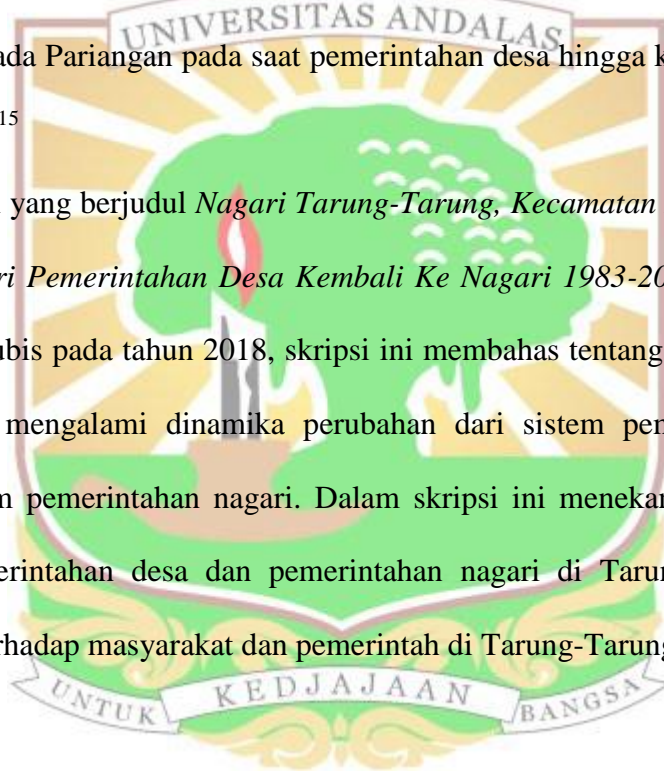 UNIVERSITAS ANDALAS
ada Pariangan pada saat pemerintahan desa hingga k
15
yang berjudul Nagari Tarung-Tarung, Kecamatan
ri Pemerintahan Desa Kembali Ke Nagari 1983-20
ubis pada tahun 2018, skripsi ini membahas tentang
mengalami dinamika perubahan dari sistem pem
m pemerintahan nagari. Dalam skripsi ini menekan
erintahan desa dan pemerintahan nagari di Tarun
rhadap masyarakat dan pemerintah di Tarung-Tarung
UNTUK KEDJAJAAN BANGSA